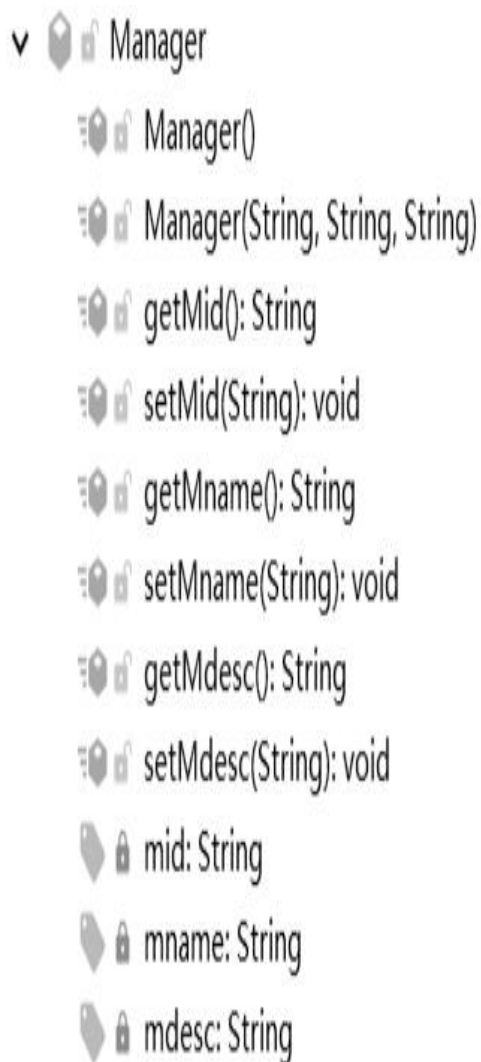 Manager
Manager()
Manager(String, String, String)
getMid(): String
setMid(String): void
getMname(): String
setMname(String): void
getMdesc(): String
setMdesc(String): void
mid: String
mname: String
mdesc: String